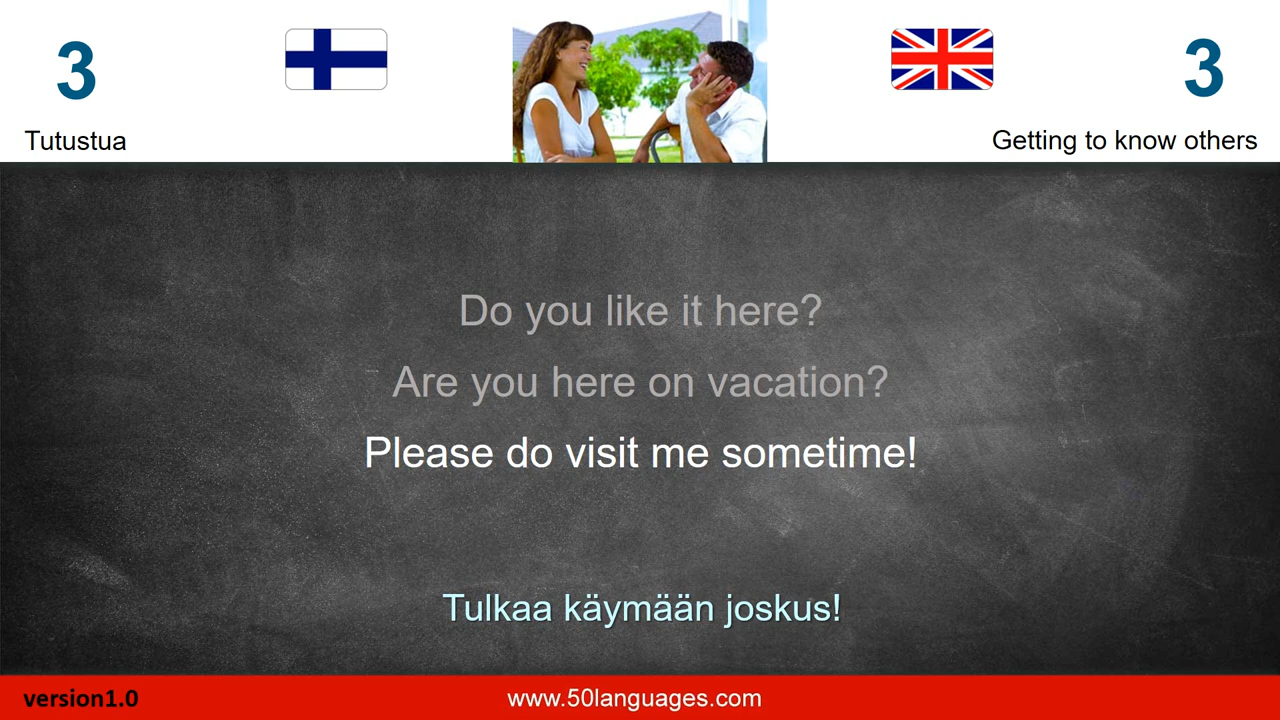 3
3
Tutustua
Getting to know others
Do you like it here?
Are you here on vacation?
Please do visit me sometime!
Tulkaa käymään joskus!
version1.0
www.50languages.com